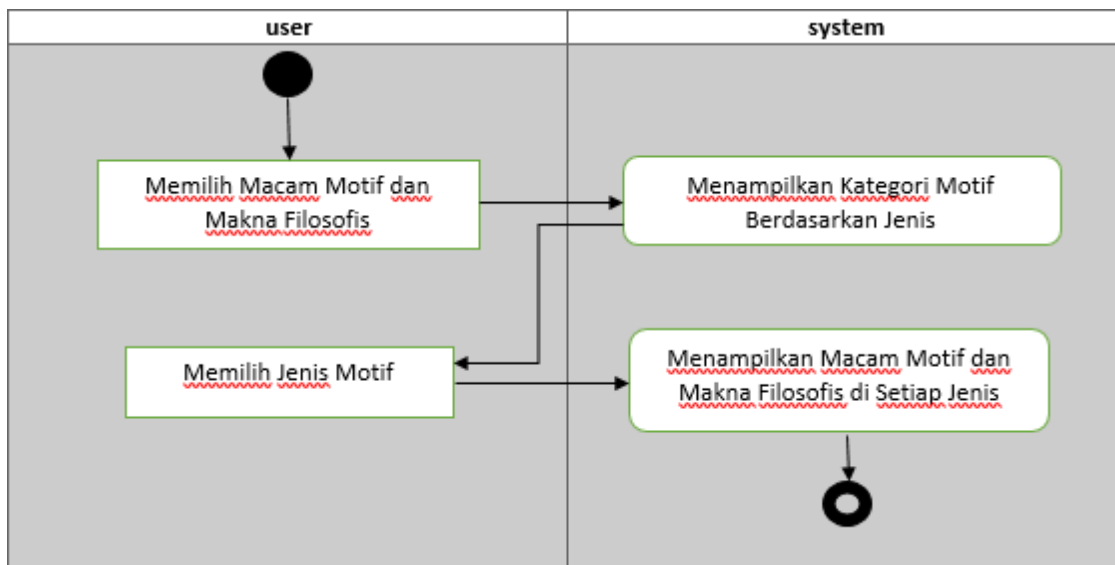 user
system
Memilih Macam Motif dan
Makna Filosofis
Menampilkan Kategori Motif
Berdasarkan Jenis
Memilih Jenis Motif
Menampilkan Macam Motif dan
Makna Filosofis di Setiap Jenis